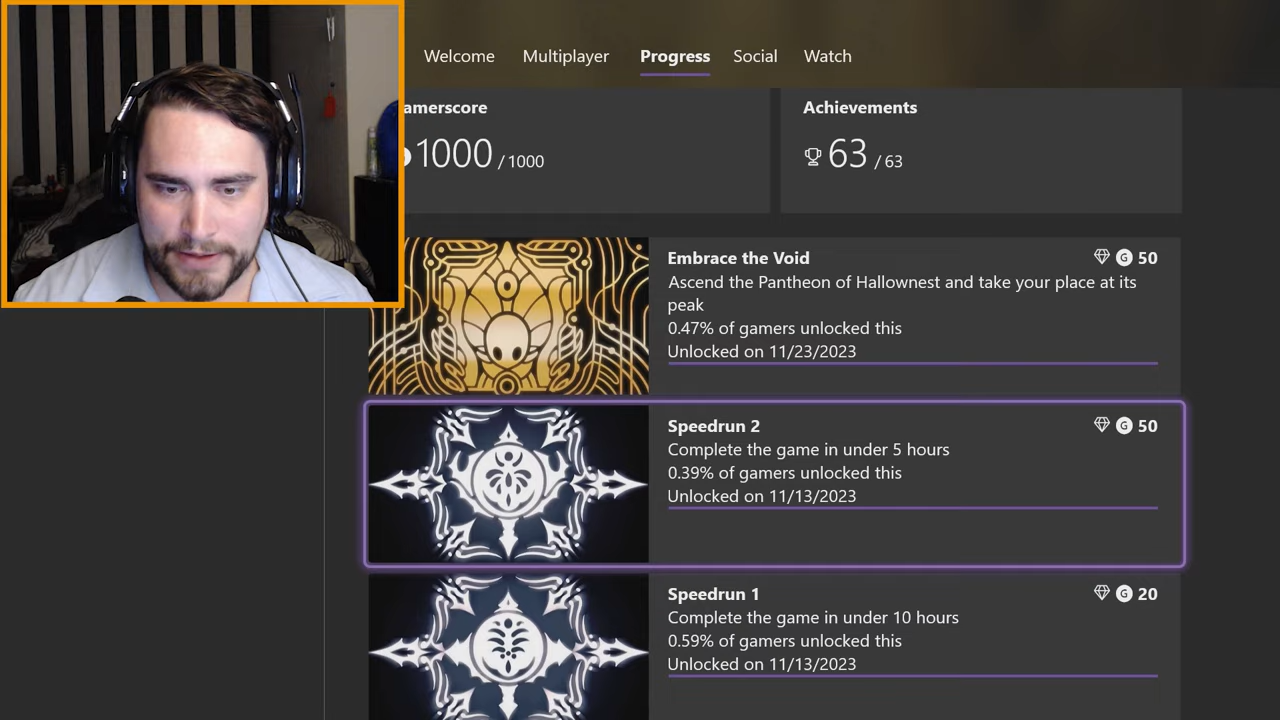 Welcome Multiplayer Progress Social Watch
amerscore
1000 / 1000
Achievements
63 / 63
Embrace the Void
G 50
Ascend the Pantheon of Hallownest and take your place at its
peak
0.47% of gamers unlocked this
Unlocked on 11/23/2023
Speedrun 2
G 50
Complete the game in under 5 hours
0.39% of gamers unlocked this
Unlocked on 11/13/2023
Speedrun 1
G 20
Complete the game in under 10 hours
0.59% of gamers unlocked this
Unlocked on 11/13/2023